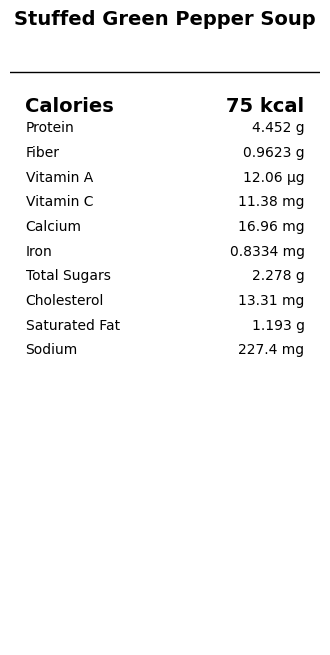 Stuffed Green Pepper Soup
Calories 75 kcal
Protein 4.452 g
Fiber 0.9623 g
Vitamin A 12.06 µg
Vitamin C 11.38 mg
Calcium 16.96 mg
Iron 0.8334 mg
Total Sugars 2.278 g
Cholesterol 13.31 mg
Saturated Fat 1.193 g
Sodium 227.4 mg